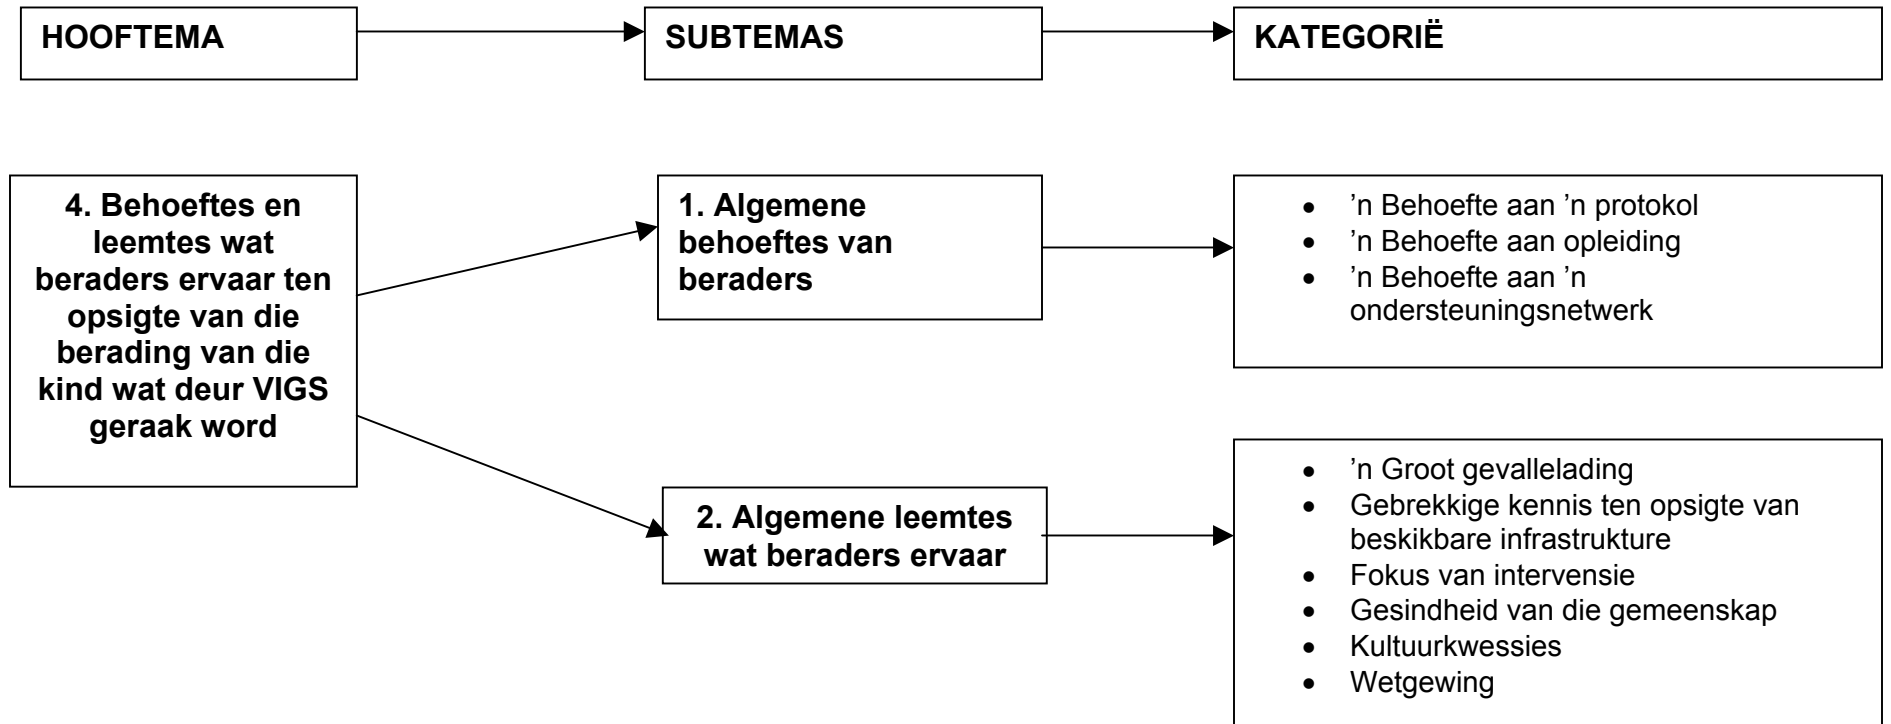 HOOFTEMA
SUBTEMAS
KATEGORIË
4. Behoeftes en
leemtes wat
beraders ervaar ten
opsigte van die
berading van die
kind wat deur VIGS
geraak word
1. Algemene
behoeftes van
beraders
• ’n Behoefte aan ’n protokol
• ’n Behoefte aan opleiding
• ’n Behoefte aan ’n
ondersteuningsnetwerk
2. Algemene leemtes
wat beraders ervaar
• ’n Groot gevallelading
• Gebrekkige kennis ten opsigte van
beskikbare infrastrukture
• Fokus van intervensie
• Gesindheid van die gemeenskap
• Kultuurkwessies
• Wetgewing